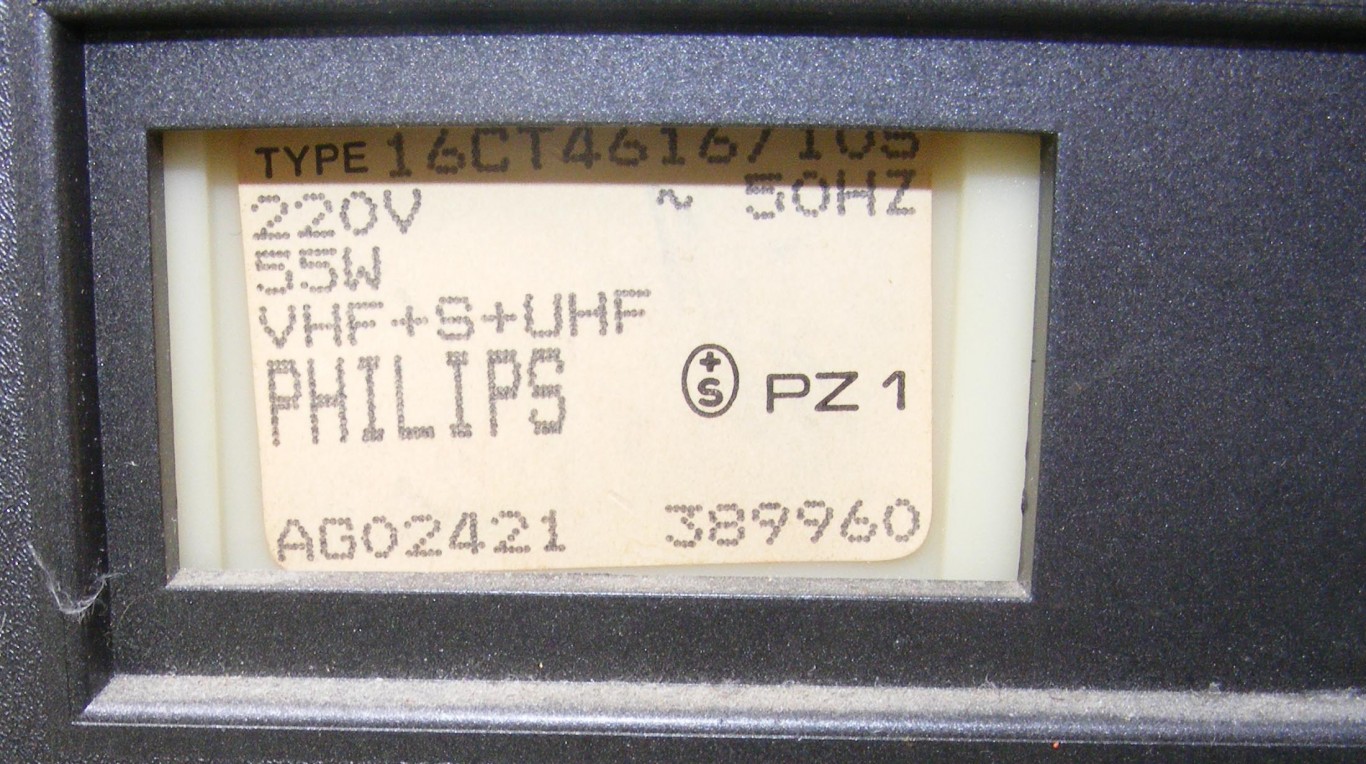 TYPE 16CT4616/10S
220V ~ 50HZ
55W
VHF+S+UHF
PHILIPS
+S PZ 1
AG02421 389960